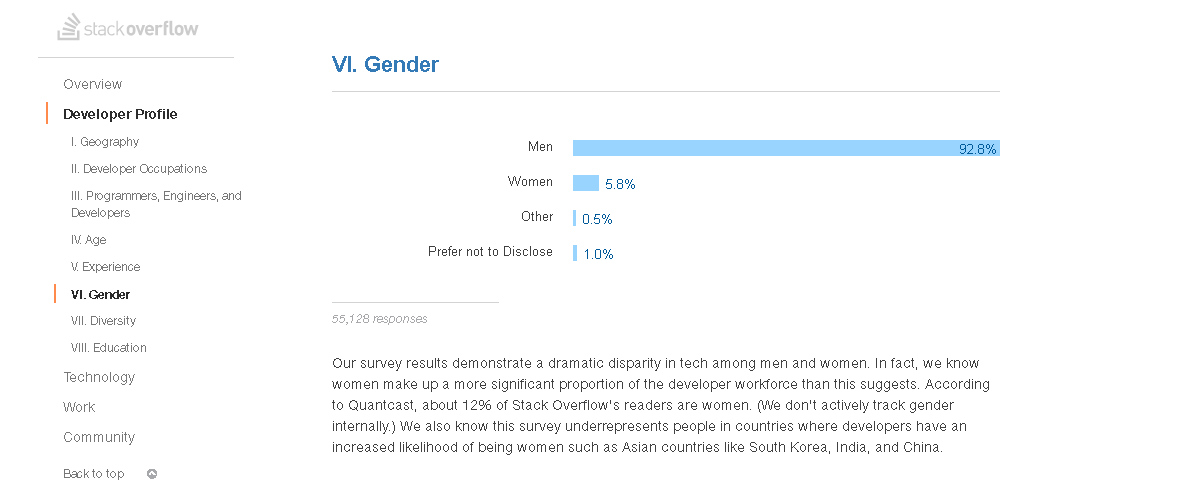 stackoverflow
Overview
Developer Profile
I. Geography
II. Developer Occupations
III. Programmers, Engineers, and
Developers
IV. Age
V. Experience
VI. Gender
VII. Diversity
VIII. Education
Technology
Work
Community
Back to top
VI. Gender
Men 92.8%
Women 5.8%
Other 0.5%
Prefer not to Disclose 1.0%
55,128 responses
Our survey results demonstrate a dramatic disparity in tech among men and women. In fact, we know
women make up a more significant proportion of the developer workforce than this suggests. According
to Quantcast, about 12% of Stack Overflow's readers are women. (We don't actively track gender
internally.) We also know this survey underrepresents people in countries where developers have an
increased likelihood of being women such as Asian countries like South Korea, India, and China.